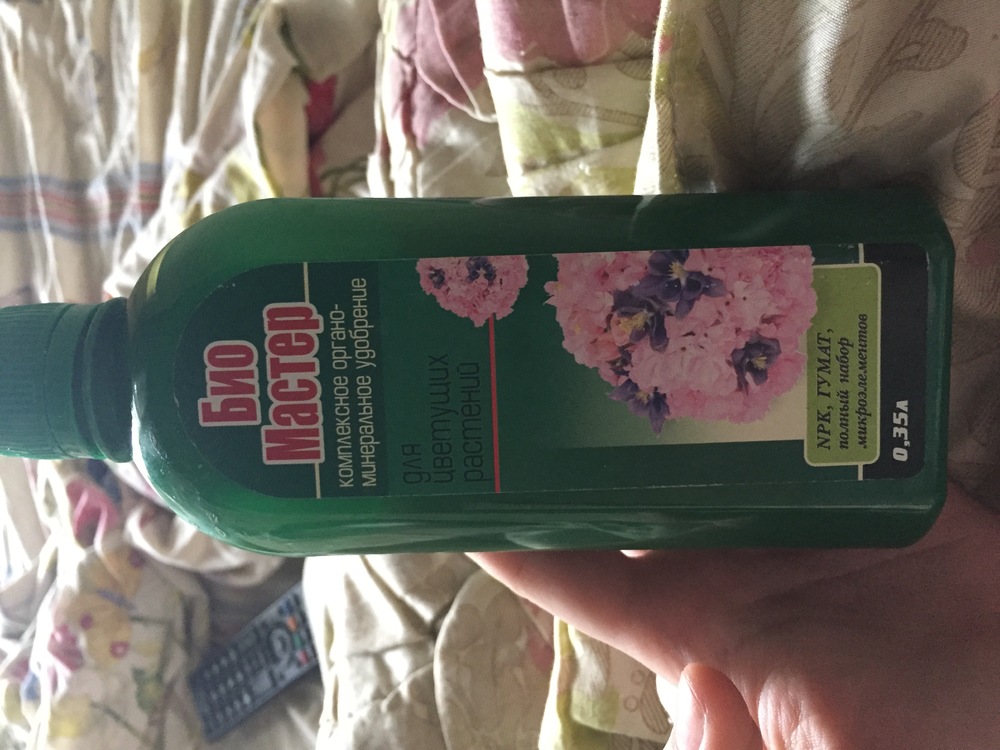 Био
Мастер
комплексное органо-
минеральное удобрение
для
цветущих
растений
NPK, ГУМАТ,
полный набор
микроэлементов
0,35л